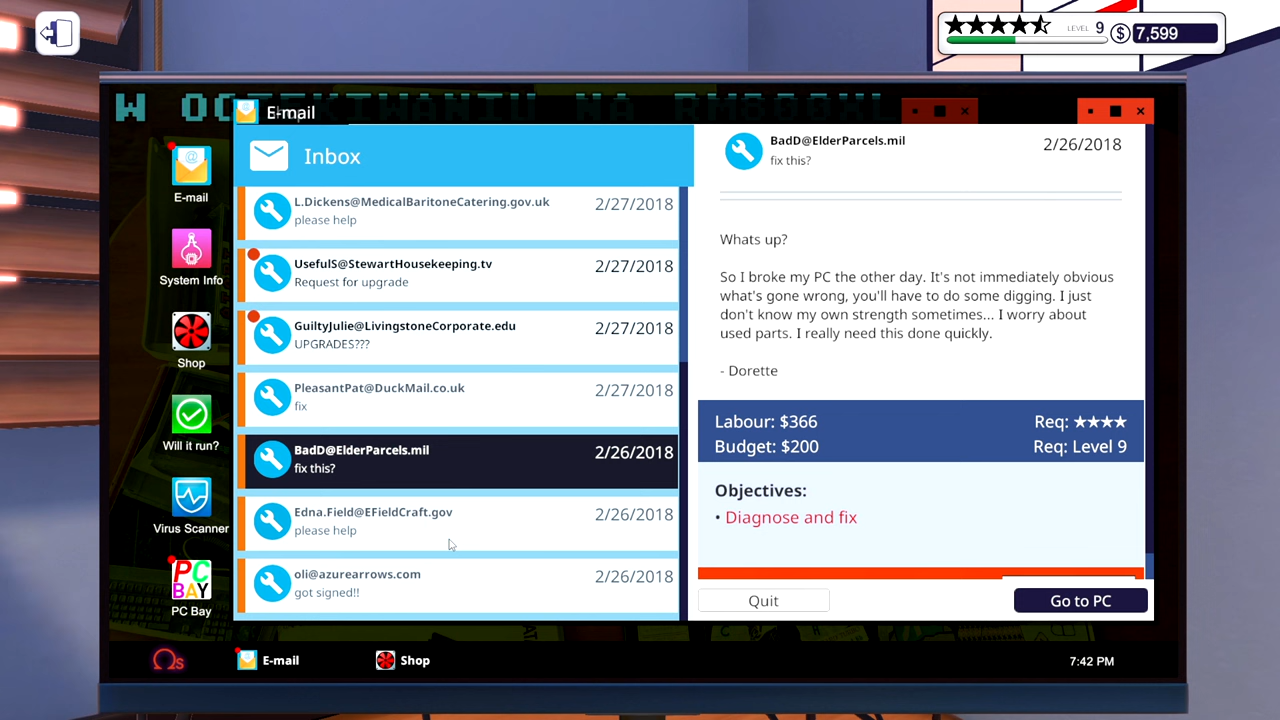 LEVEL 9
$ 7,599
W OCZEKIWANIU NA
E-mail
Inbox
L.Dickens@MedicalBaritoneCatering.gov.uk 2/27/2018
please help
UsefulS@StewartHousekeeping.tv 2/27/2018
Request for upgrade
GuiltyJulie@LivingstoneCorporate.edu 2/27/2018
UPGRADES???
PleasantPat@DuckMail.co.uk 2/27/2018
fix
BadD@ElderParcels.mil 2/26/2018
fix this?
Edna.Field@EFieldCraft.gov 2/26/2018
please help
oli@azurearrows.com 2/26/2018
got signed!!
BadD@ElderParcels.mil 2/26/2018
fix this?
Whats up?
So I broke my PC the other day. It's not immediately obvious
what's gone wrong, you'll have to do some digging. I just
don't know my own strength sometimes... I worry about
used parts. I really need this done quickly.
- Dorette
Labour: $366 Req: ★★★★
Budget: $200 Req: Level 9
Objectives:
• Diagnose and fix
Quit Go to PC
E-mail
System Info
Shop
Will it run?
Virus Scanner
PC BAY
PC Bay
Ωs E-mail Shop 7:42 PM